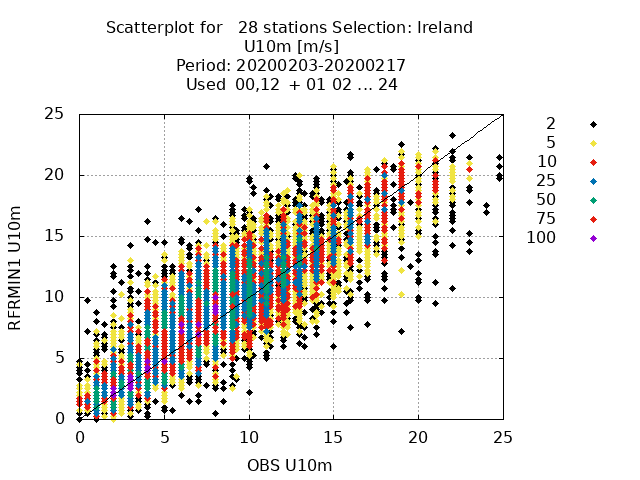 Scatterplot for 28 stations Selection: Ireland
U10m [m/s]
Period: 20200203-20200217
Used 00,12 + 01 02 ... 24
25
20
15
10
5
0
RFRMIN1 U10m
0 5 10 15 20 25
OBS U10m
2
5
10
25
50
75
100